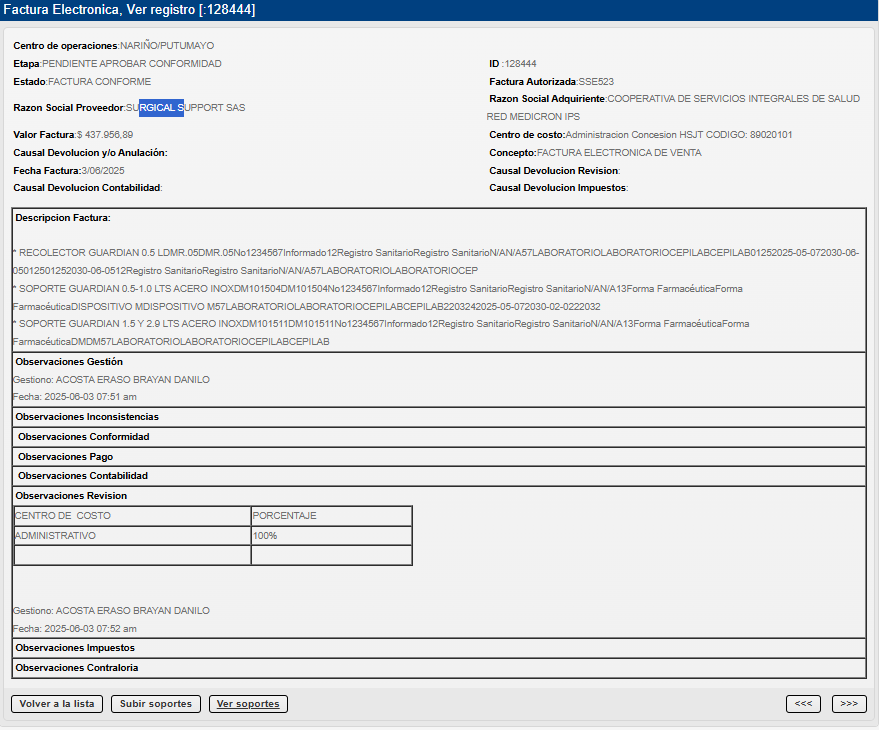 Factura Electronica, Ver registro [:128444]
Centro de operaciones:NARIÑO/PUTUMAYO
Etapa:PENDIENTE APROBAR CONFORMIDAD
ID :128444
Estado:FACTURA CONFORME
Factura Autorizada:SSE523
Razon Social Proveedor:SURGICAL SUPPORT SAS
Razon Social Adquiriente:COOPERATIVA DE SERVICIOS INTEGRALES DE SALUD
RED MEDICRON IPS
Valor Factura:$ 437.956,89
Centro de costo:Administracion Concesion HSJT CODIGO: 89020101
Causal Devolucion y/o Anulación:
Concepto:FACTURA ELECTRONICA DE VENTA
Fecha Factura:3/06/2025
Causal Devolucion Revision:
Causal Devolucion Contabilidad:
Causal Devolucion Impuestos:
Descripcion Factura:
* RECOLECTOR GUARDIAN 0.5 LDMR.05DMR.05No1234567Informado12Registro SanitarioRegistro SanitarioN/AN/A57LABORATORIOLABORATORIOCEPILABCEPILAB01252025-05-072030-06-
05012501252030-06-0512Registro SanitarioRegistro SanitarioN/AN/A57LABORATORIOLABORATORIOCEP
* SOPORTE GUARDIAN 0.5-1.0 LTS ACERO INOXDM101504DM101504No1234567Informado12Registro SanitarioRegistro SanitarioN/AN/A13Forma FarmacéuticaForma
FarmacéuticaDISPOSITIVO MDISPOSITIVO M57LABORATORIOLABORATORIOCEPILABCEPILAB2203242025-05-072030-02-0222032
* SOPORTE GUARDIAN 1.5 Y 2.9 LTS ACERO INOXDM101511DM101511No1234567Informado12Registro SanitarioRegistro SanitarioN/AN/A13Forma FarmacéuticaForma
FarmacéuticaDMDM57LABORATORIOLABORATORIOCEPILABCEPILAB
Observaciones Gestión
Gestiono: ACOSTA ERASO BRAYAN DANILO
Fecha: 2025-06-03 07:51 am
Observaciones Inconsistencias
Observaciones Conformidad
Observaciones Pago
Observaciones Contabilidad
Observaciones Revision
CENTRO DE COSTO PORCENTAJE
ADMINISTRATIVO 100%
Gestiono: ACOSTA ERASO BRAYAN DANILO
Fecha: 2025-06-03 07:52 am
Observaciones Impuestos
Observaciones Contraloria
Volver a la lista Subir soportes Ver soportes <<< >>>